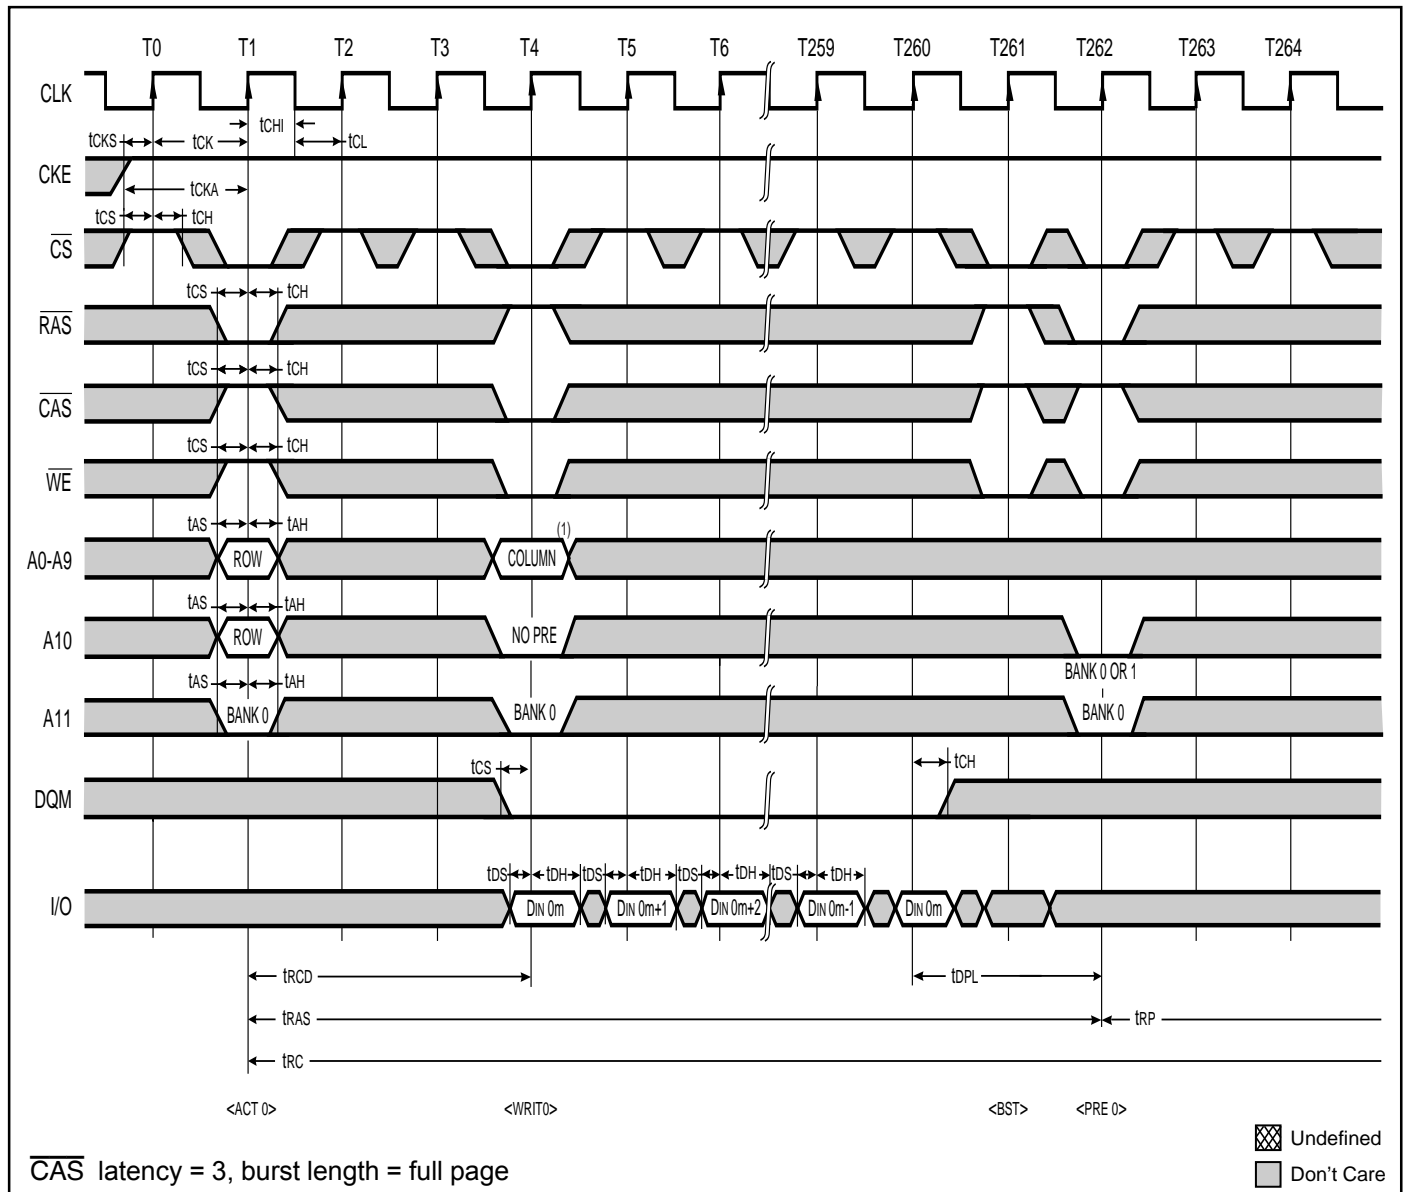 T0 T1 T2 T3 T4 T5 T6 T259 T260 T261 T262 T263 T264
CLK
tCHI
tCKS tCK tCL
CKE
tCKA
tCS tCH
CS
tCS tCH
RAS
tCS tCH
CAS
tCS tCH
WE
tAS tAH (1)
A0-A9 ROW COLUMN
tAS tAH
A10 ROW NO PRE
BANK 0 OR 1
tAS tAH
A11 BANK 0 BANK 0 BANK 0
tCS tCH
DQM
tDS tDH tDS tDH tDS tDH tDS tDH
I/O DIN 0m DIN 0m+1 DIN 0m+2 DIN 0m-1 DIN 0m
tRCD tDPL
tRAS tRP
tRC
<ACT 0> <WRIT0> <BST> <PRE 0>
Undefined
CAS latency = 3, burst length = full page
Don't Care